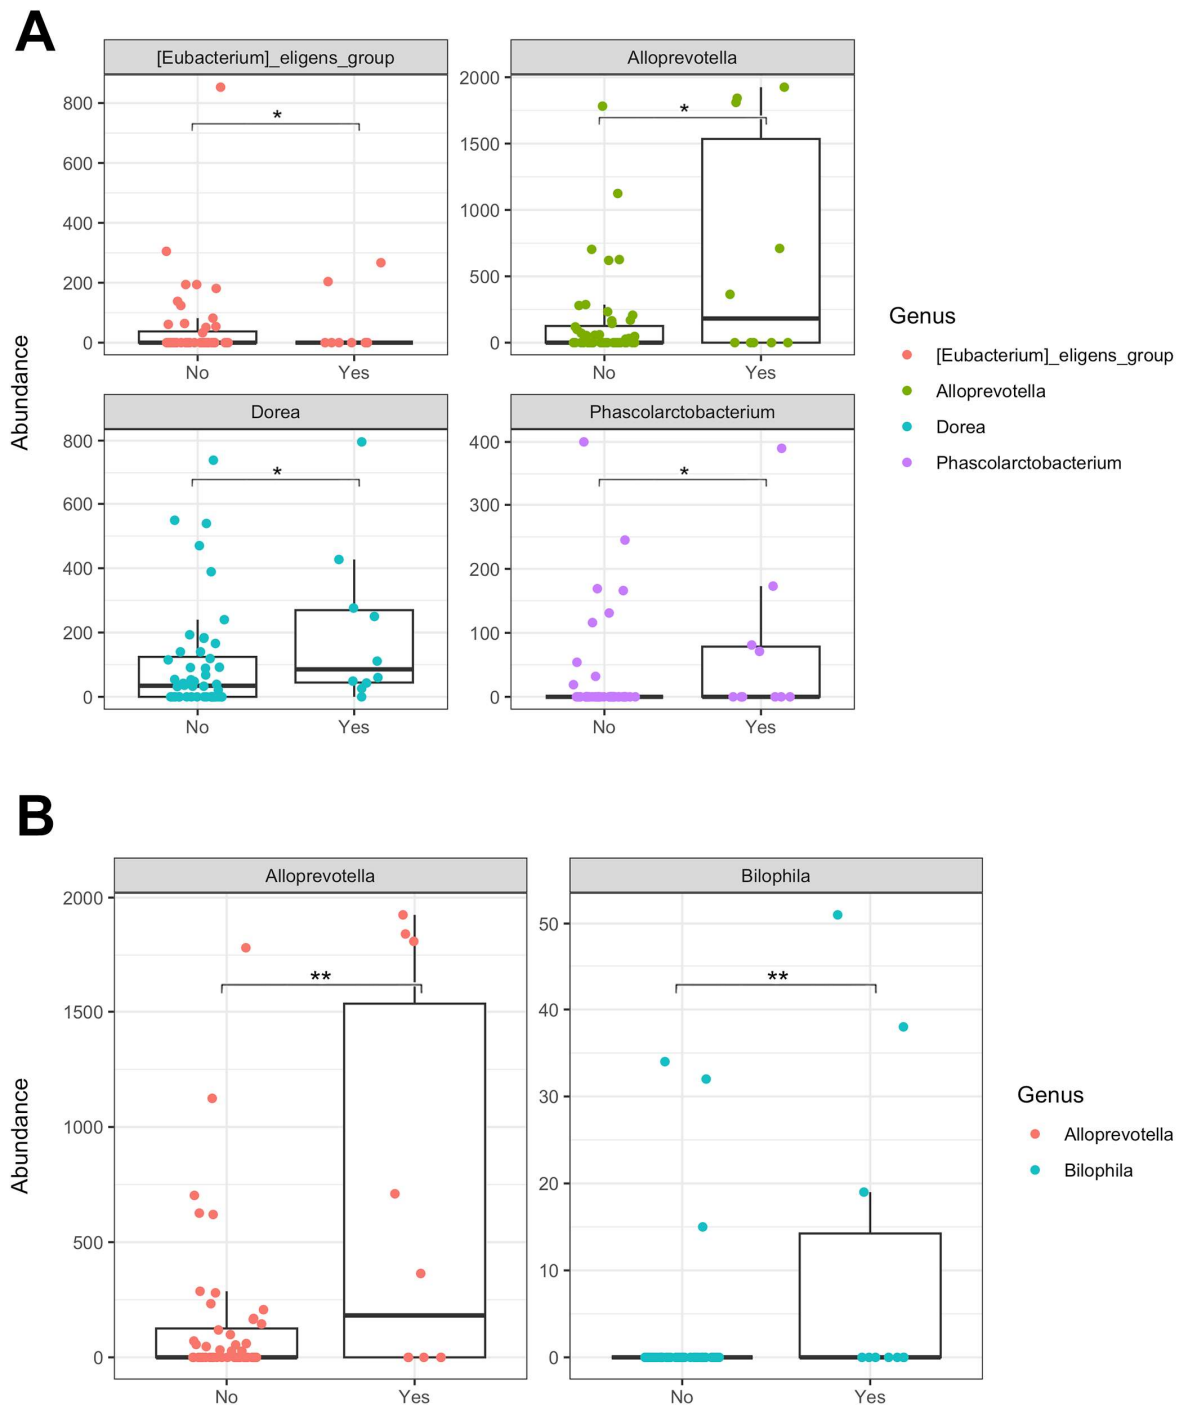 A
[Eubacterium]_eligens_group
Alloprevotella
800
600
400
200
0
*
No
Yes
2000
1500
1000
500
0
*
No
Yes
Abundance
Dorea
Phascolarctobacterium
800
600
400
200
0
*
No
Yes
400
300
200
100
0
*
No
Yes
Genus
[Eubacterium]_eligens_group
Alloprevotella
Dorea
Phascolarctobacterium
B
Alloprevotella
Bilophila
Abundance
2000
1500
1000
500
0
**
No
Yes
50
40
30
20
10
0
**
No
Yes
Genus
Alloprevotella
Bilophila